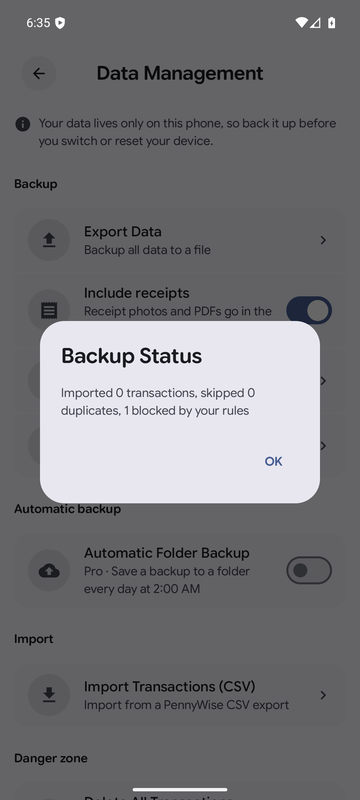 6:35
Data Management
Your data lives only on this phone, so back it up before
you switch or reset your device.
Backup
Export Data
Backup all data to a file
Include receipts
Receipt photos and PDFs go in the
Backup Status
Imported 0 transactions, skipped 0
duplicates, 1 blocked by your rules
OK
Automatic backup
Automatic Folder Backup
Pro · Save a backup to a folder
every day at 2:00 AM
Import
Import Transactions (CSV)
Import from a PennyWise CSV export
Danger zone
Delete All Transactions